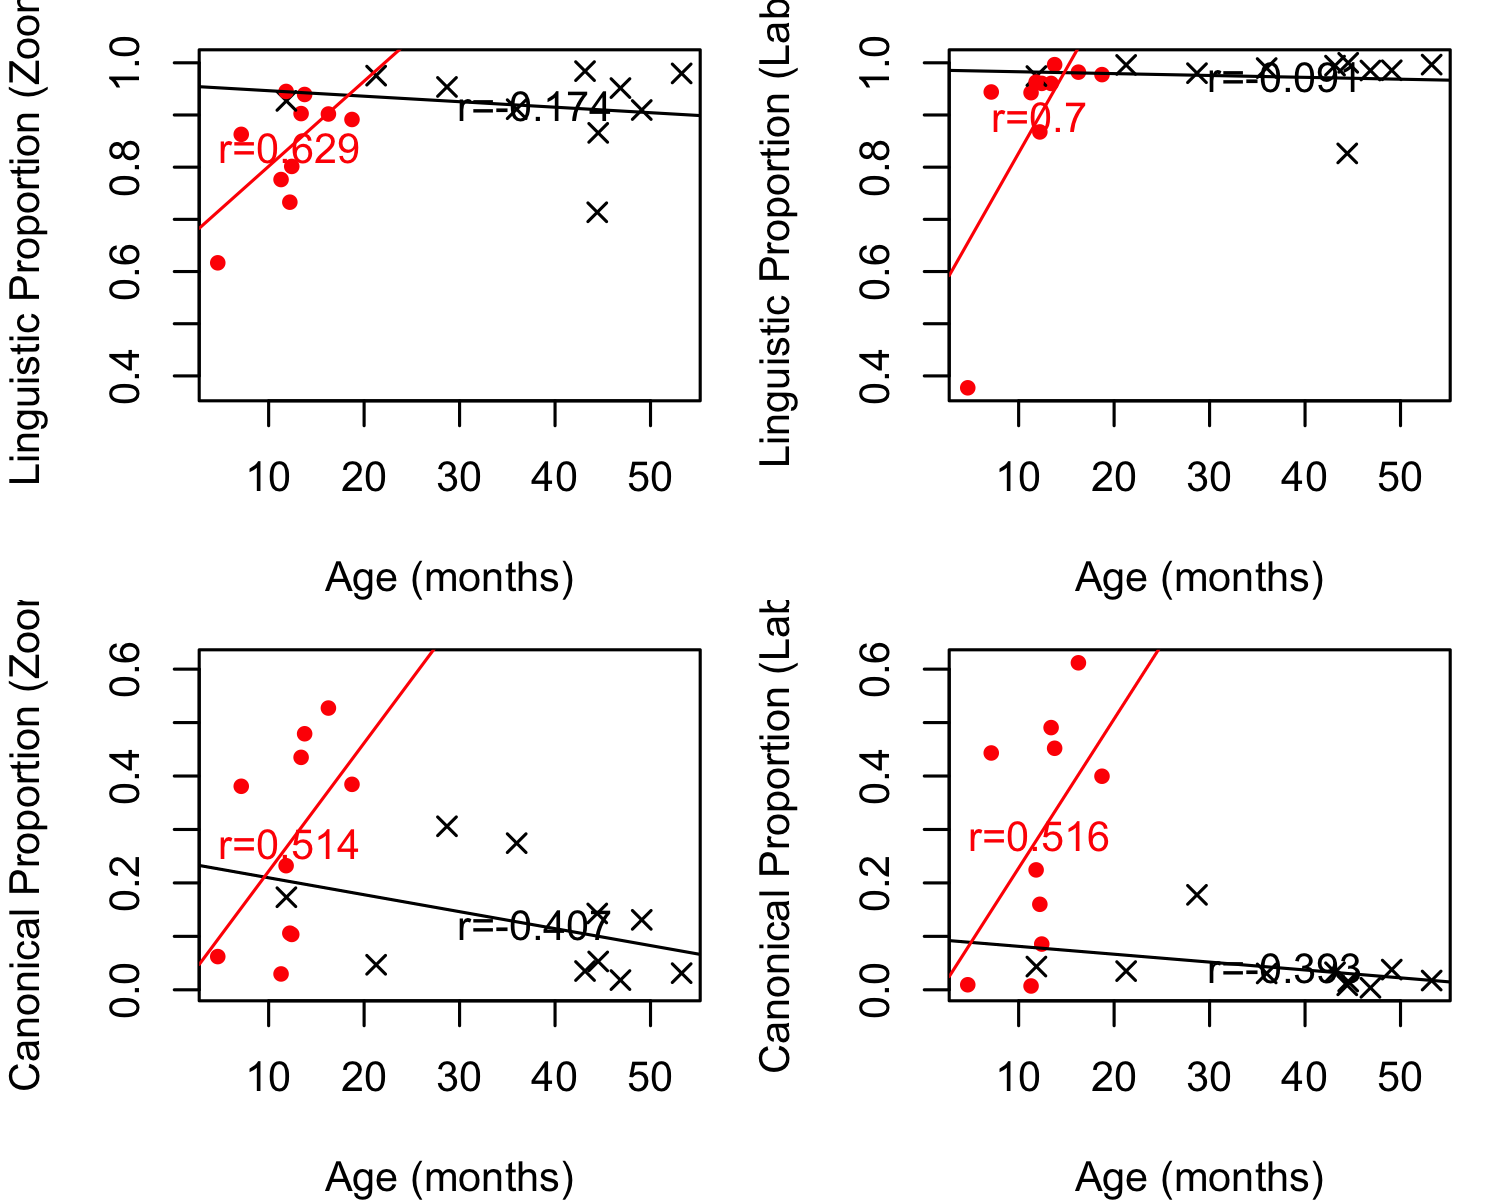 Linguistic Proportion (Zoon
1.0
0.8
0.6
0.4
r=-0.174
r=0.629
10 20 30 40 50
Age (months)
Linguistic Proportion (Lab
1.0
0.8
0.6
0.4
r=-0.091
r=0.7
10 20 30 40 50
Age (months)
Canonical Proportion (Zoon
0.6
0.4
0.2
0.0
r=0.514
r=-0.407
10 20 30 40 50
Age (months)
Canonical Proportion (Lab
0.6
0.4
0.2
0.0
r=0.516
r=-0.393
10 20 30 40 50
Age (months)